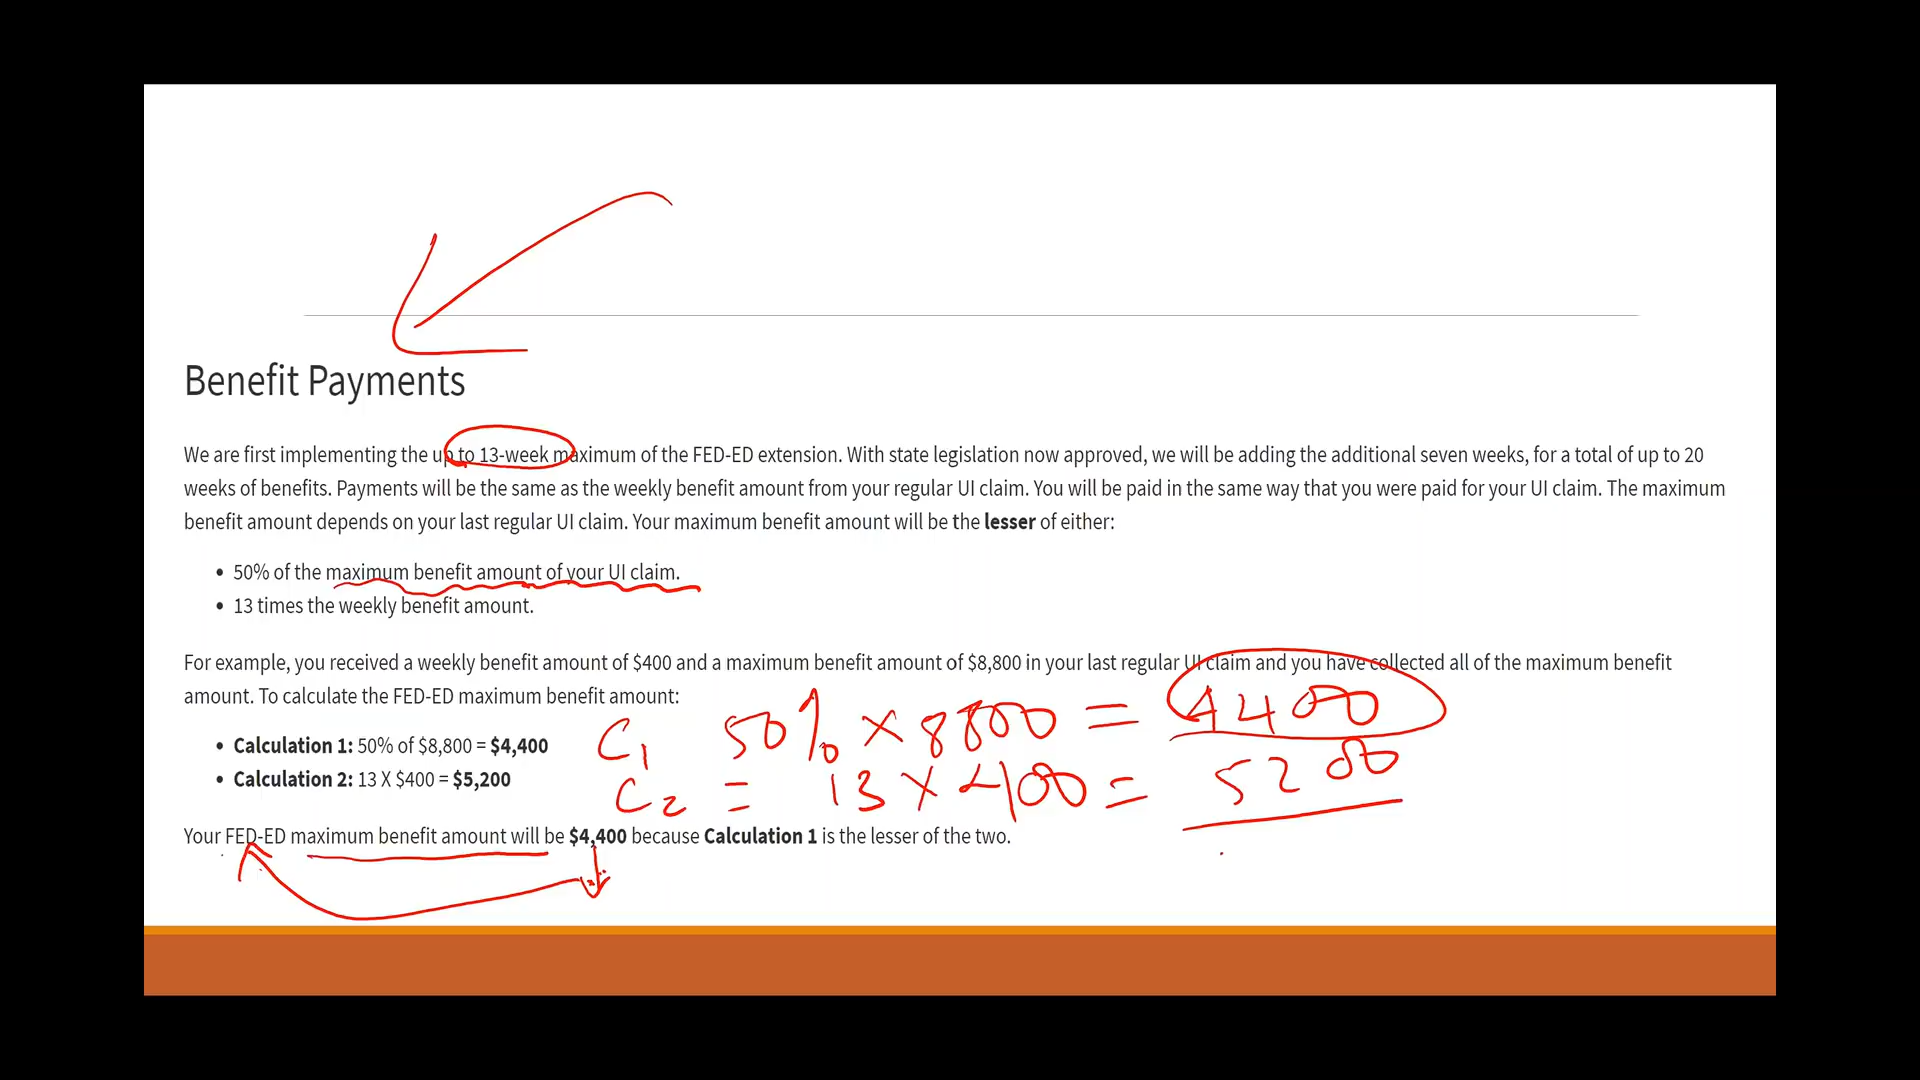 Benefit Payments
We are first implementing the up to 13-week maximum of the FED-ED extension. With state legislation now approved, we will be adding the additional seven weeks, for a total of up to 20
weeks of benefits. Payments will be the same as the weekly benefit amount from your regular UI claim. You will be paid in the same way that you were paid for your UI claim. The maximum
benefit amount depends on your last regular UI claim. Your maximum benefit amount will be the lesser of either:
• 50% of the maximum benefit amount of your UI claim.
• 13 times the weekly benefit amount.
For example, you received a weekly benefit amount of $400 and a maximum benefit amount of $8,800 in your last regular UI claim and you have collected all of the maximum benefit
amount. To calculate the FED-ED maximum benefit amount:
C1 50% × 8800 = 4400
• Calculation 1: 50% of $8,800 = $4,400
• Calculation 2: 13 X $400 = $5,200
C2 = 13 × 400 = 5200
Your FED-ED maximum benefit amount will be $4,400 because Calculation 1 is the lesser of the two.